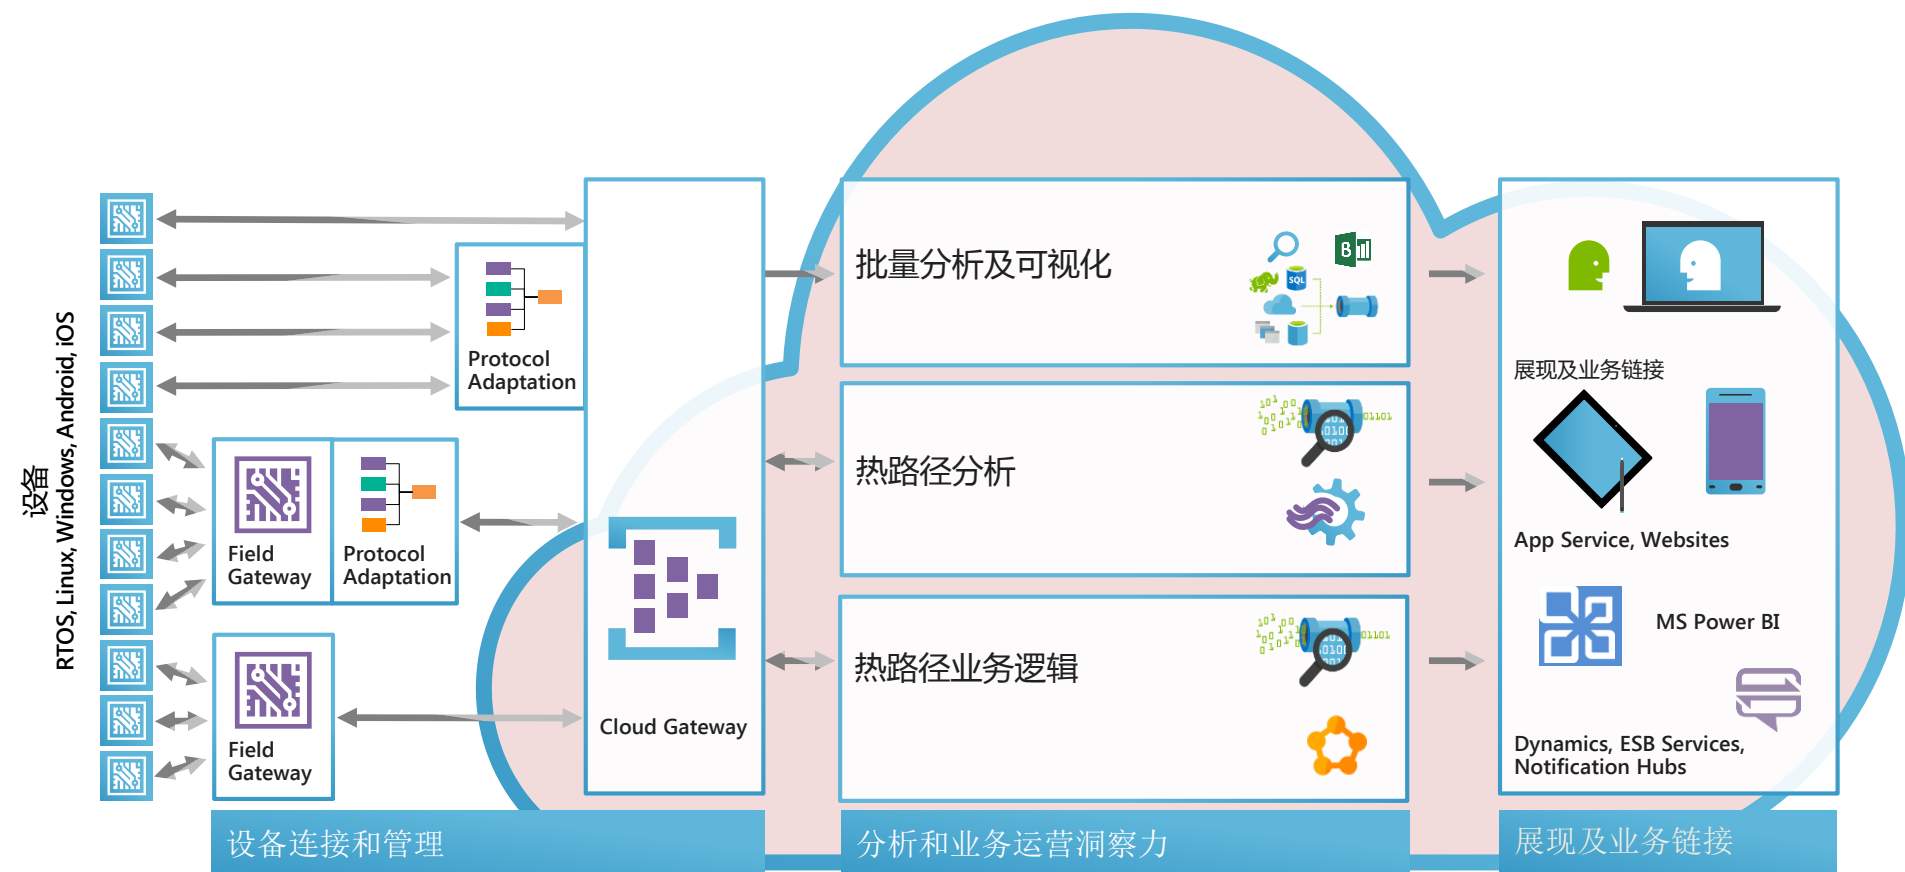 设备
RTOS, Linux, Windows, Android, iOS
Protocol
Adaptation
Field
Gateway
Protocol
Adaptation
Field
Gateway
Cloud Gateway
设备连接和管理
批量分析及可视化
SQL
B
热路径分析
01101
热路径业务逻辑
01101
分析和业务运营洞察力
展现及业务链接
App Service, Websites
MS Power BI
Dynamics, ESB Services,
Notification Hubs
展现及业务链接